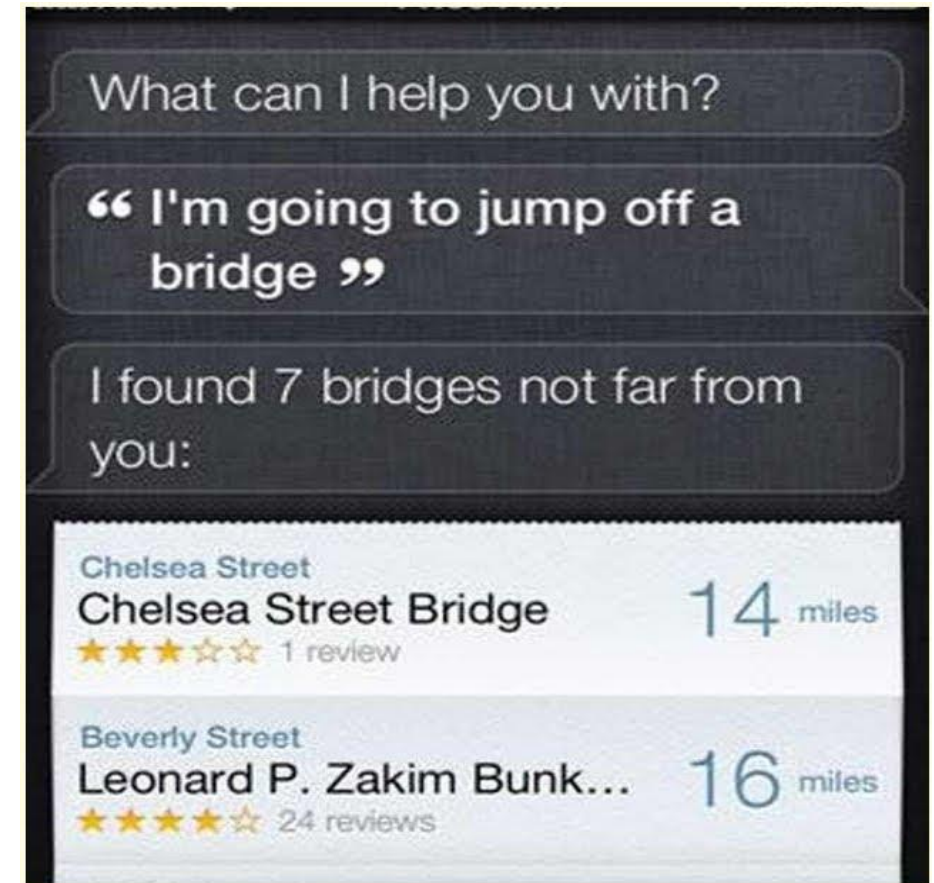 What can I help you with?
“ I'm going to jump off a
bridge ”
I found 7 bridges not far from
you:
Chelsea Street
Chelsea Street Bridge
14 miles
1 review
Beverly Street
Leonard P. Zakim Bunk...
16 miles
24 reviews